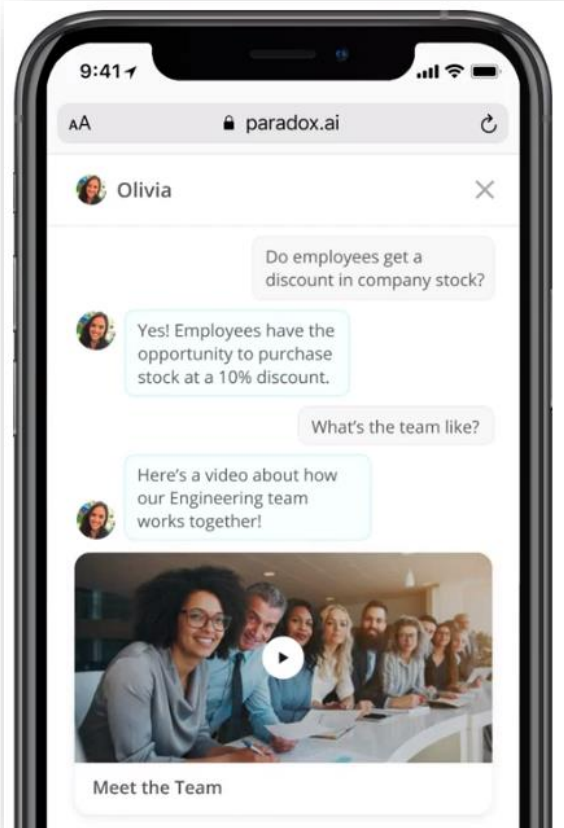 9:41
AA paradox.ai
Olivia
Do employees get a
discount in company stock?
Yes! Employees have the
opportunity to purchase
stock at a 10% discount.
What's the team like?
Here's a video about how
our Engineering team
works together!
Meet the Team